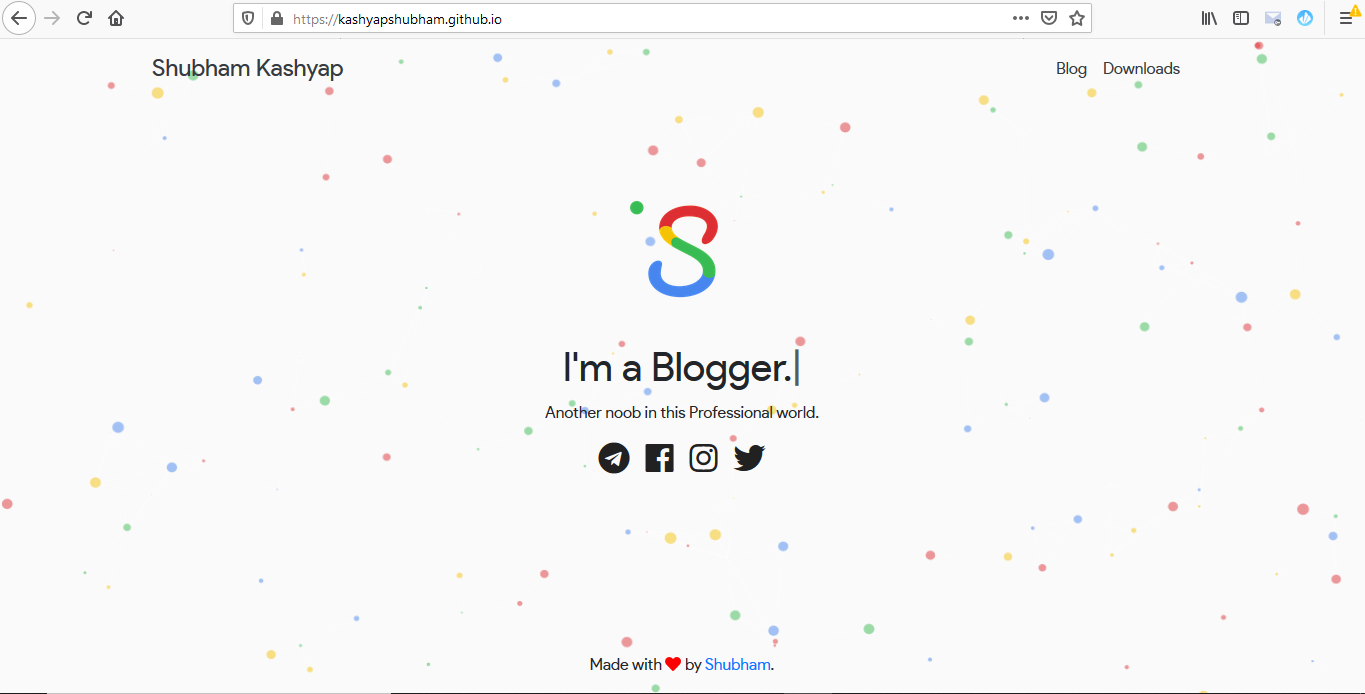 https://kashyapshubham.github.io
Shubham Kashyap
Blog Downloads
S
I'm a Blogger.|
Another noob in this Professional world.
Made with ❤ by Shubham.